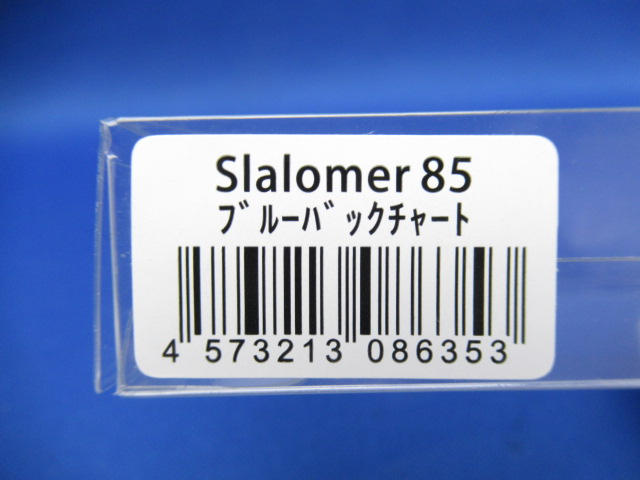 Slalomer 85
ﾌﾞﾙｰﾊﾞｯｸﾁｬｰﾄ
4 573213 086353